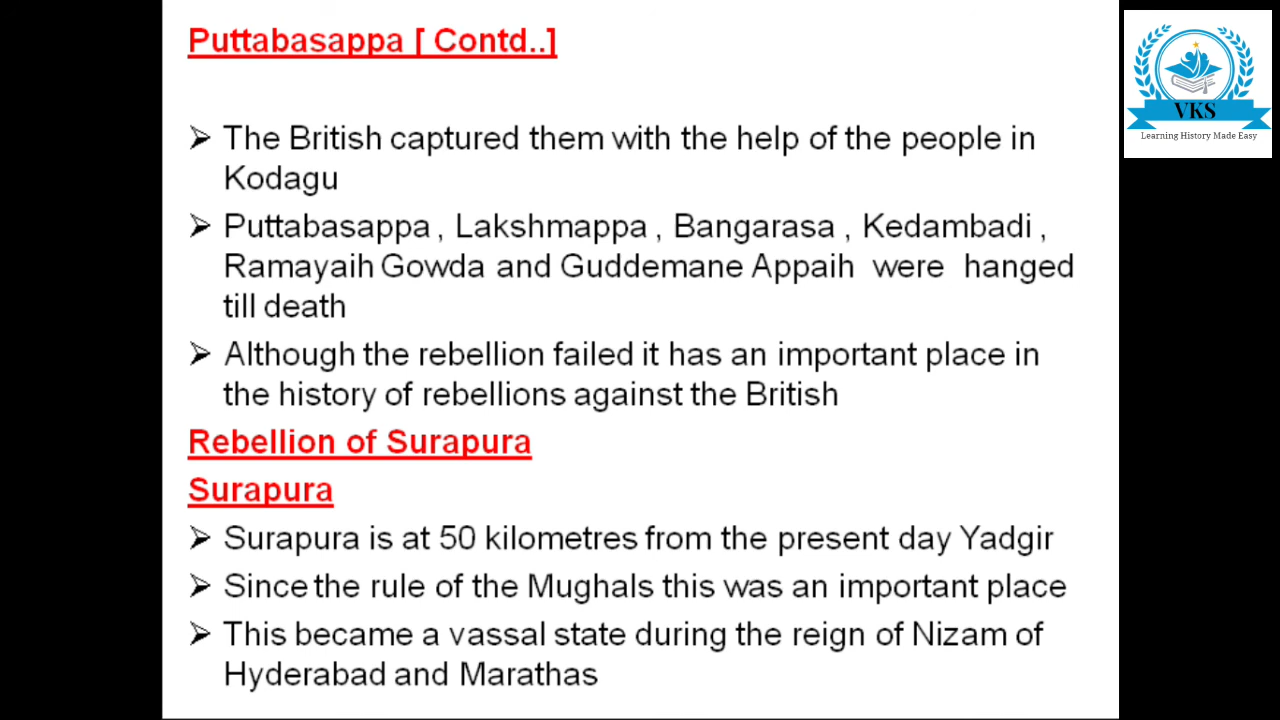 Puttabasappa [ Contd..]
The British captured them with the help of the people in
Kodagu
Puttabasappa , Lakshmappa , Bangarasa , Kedambadi ,
Ramayaih Gowda and Guddemane Appaih were hanged
till death
Although the rebellion failed it has an important place in
the history of rebellions against the British
Rebellion of Surapura
Surapura
Surapura is at 50 kilometres from the present day Yadgir
Since the rule of the Mughals this was an important place
This became a vassal state during the reign of Nizam of
Hyderabad and Marathas
VKS
Learning History Made Easy